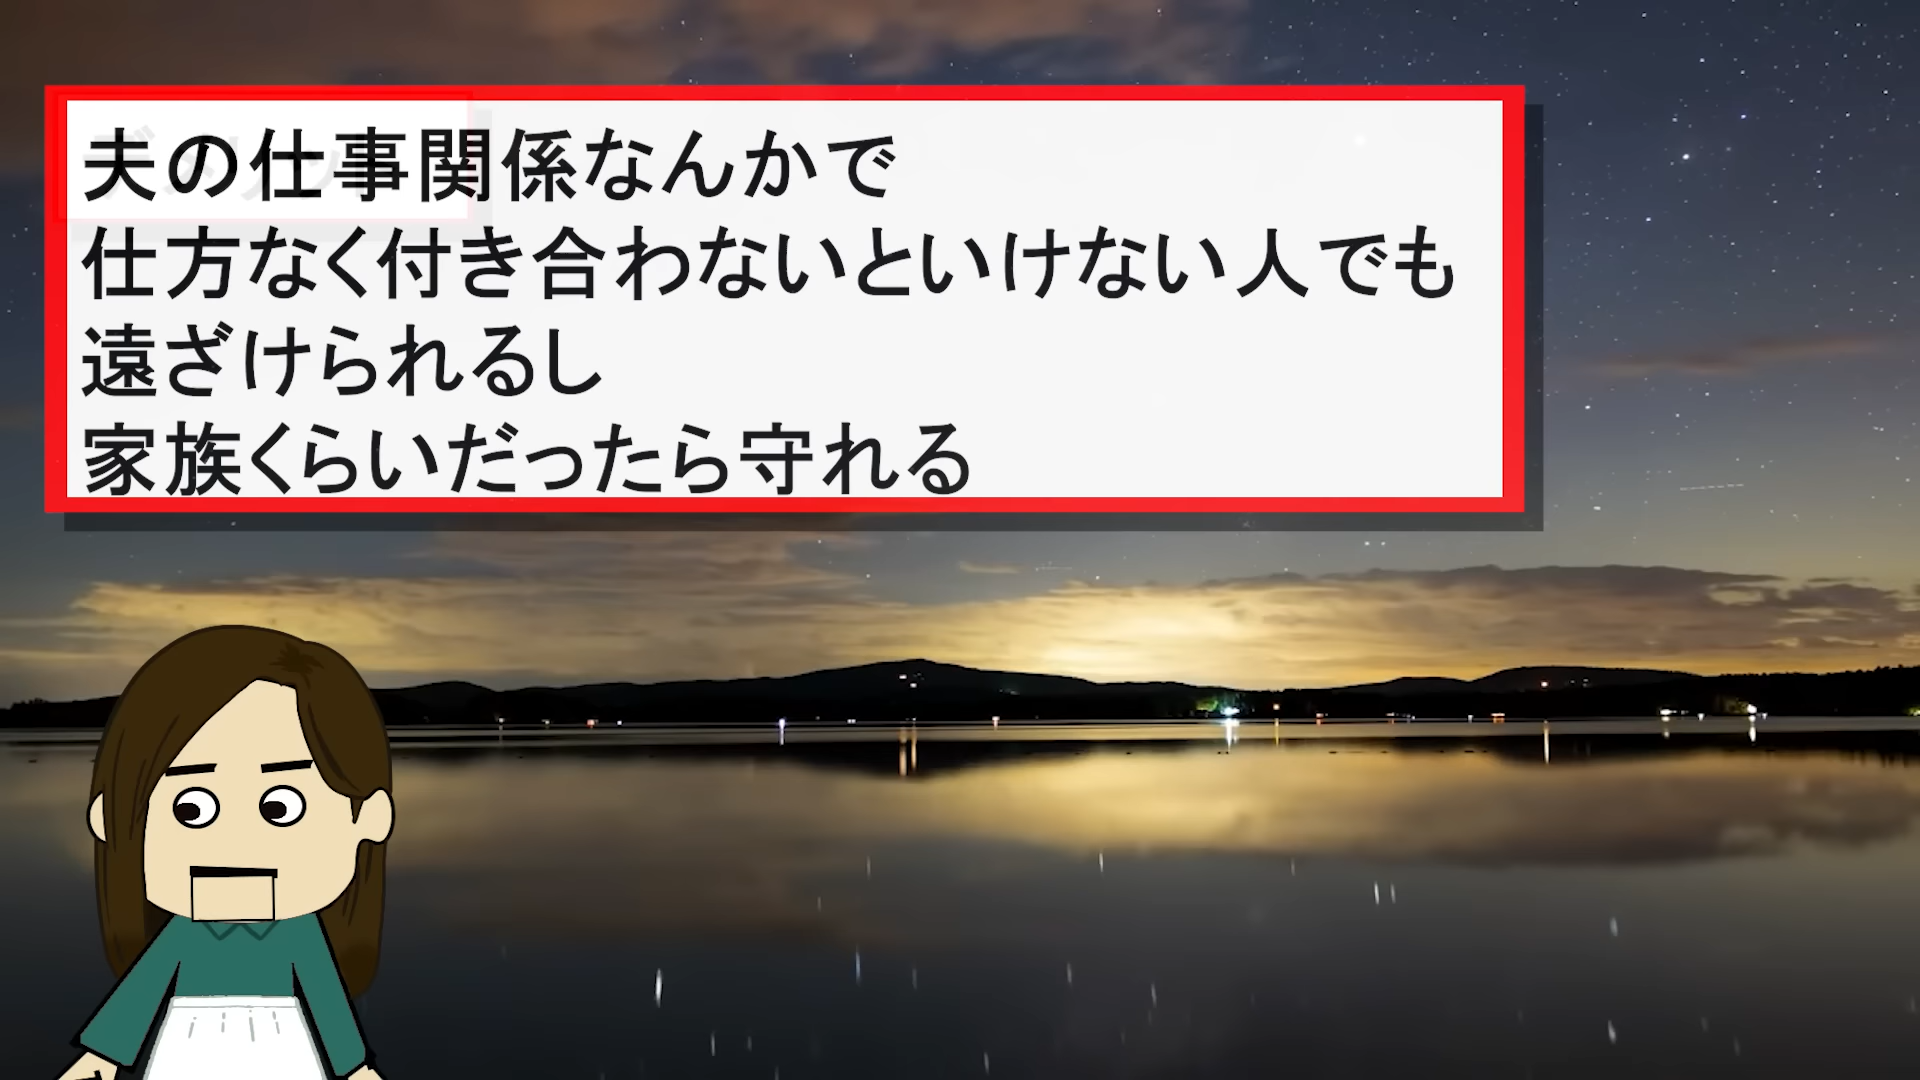 夫の仕事関係なんかで
仕方なく付き合わないといけない人でも
遠ざけられるし
家族くらいだったら守れる